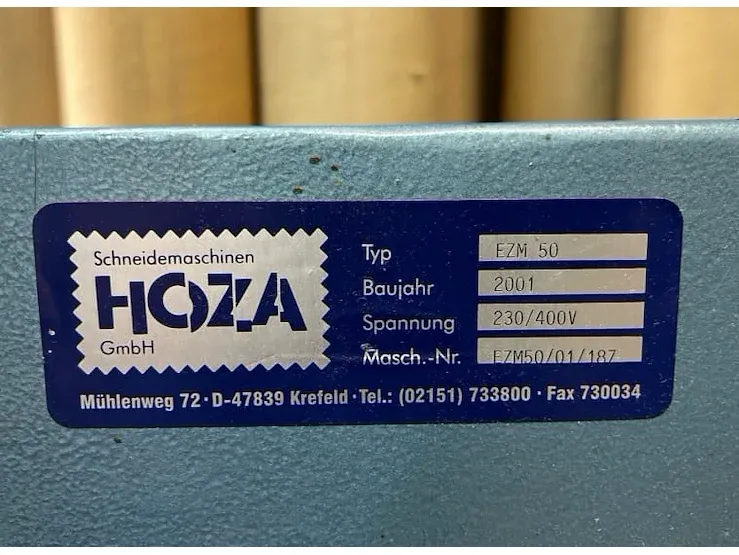 Schneidemaschinen
HOZA
GmbH
Typ EZM 50
Baujahr 2001
Spannung 230/400V
Masch.-Nr. EZM50/01/187
Mühlenweg 72 · D-47839 Krefeld · Tel.: (02151) 733800 · Fax 730034